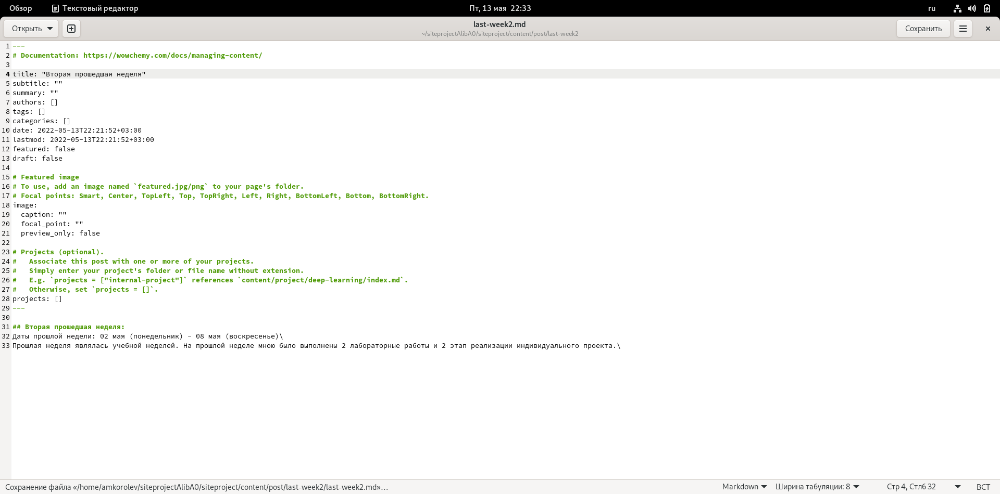 Обзор Текстовый редактор Пт, 13 мая 22:33 ru
Открыть last-week2.md Сохранить
~/siteprojectAlibA0/siteproject/content/post/last-week2
1 ---
2 # Documentation: https://wowchemy.com/docs/managing-content/
3
4 title: "Вторая прошедшая неделя"
5 subtitle: ""
6 summary: ""
7 authors: []
8 tags: []
9 categories: []
10 date: 2022-05-13T22:21:52+03:00
11 lastmod: 2022-05-13T22:21:52+03:00
12 featured: false
13 draft: false
14
15 # Featured image
16 # To use, add an image named `featured.jpg/png` to your page's folder.
17 # Focal points: Smart, Center, TopLeft, Top, TopRight, Left, Right, BottomLeft, Bottom, BottomRight.
18 image:
19   caption: ""
20   focal_point: ""
21   preview_only: false
22
23 # Projects (optional).
24 #   Associate this post with one or more of your projects.
25 #   Simply enter your project's folder or file name without extension.
26 #   E.g. `projects = ["internal-project"]` references `content/project/deep-learning/index.md`.
27 #   Otherwise, set `projects = []`.
28 projects: []
29 ---
30
31 ## Вторая прошедшая неделя:
32 Даты прошлой недели: 02 мая (понедельник) - 08 мая (воскресенье)\
33 Прошлая неделя являлась учебной неделей. На прошлой неделе мною было выполнены 2 лабораторные работы и 2 этап реализации индивидуального проекта.\
Сохранение файла «/home/amkorolev/siteprojectAlibA0/siteproject/content/post/last-week2/last-week2.md»… Markdown Ширина табуляции: 8 Стр 4, Стлб 32 ВСТ